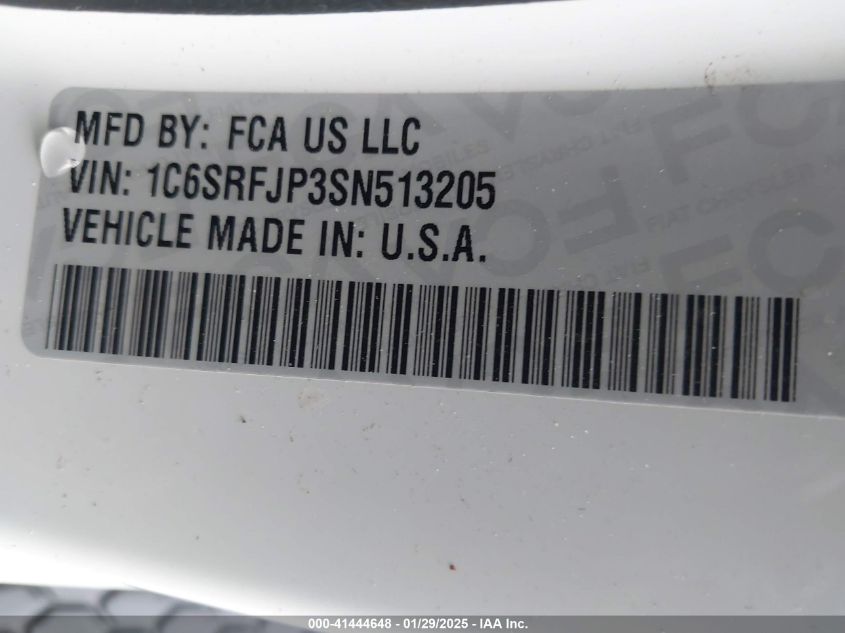 MFD BY: FCA US LLC
VIN: 1C6SRFJP3SN513205
VEHICLE MADE IN: U.S.A.
000-41444648 - 01/29/2025 - IAA Inc.